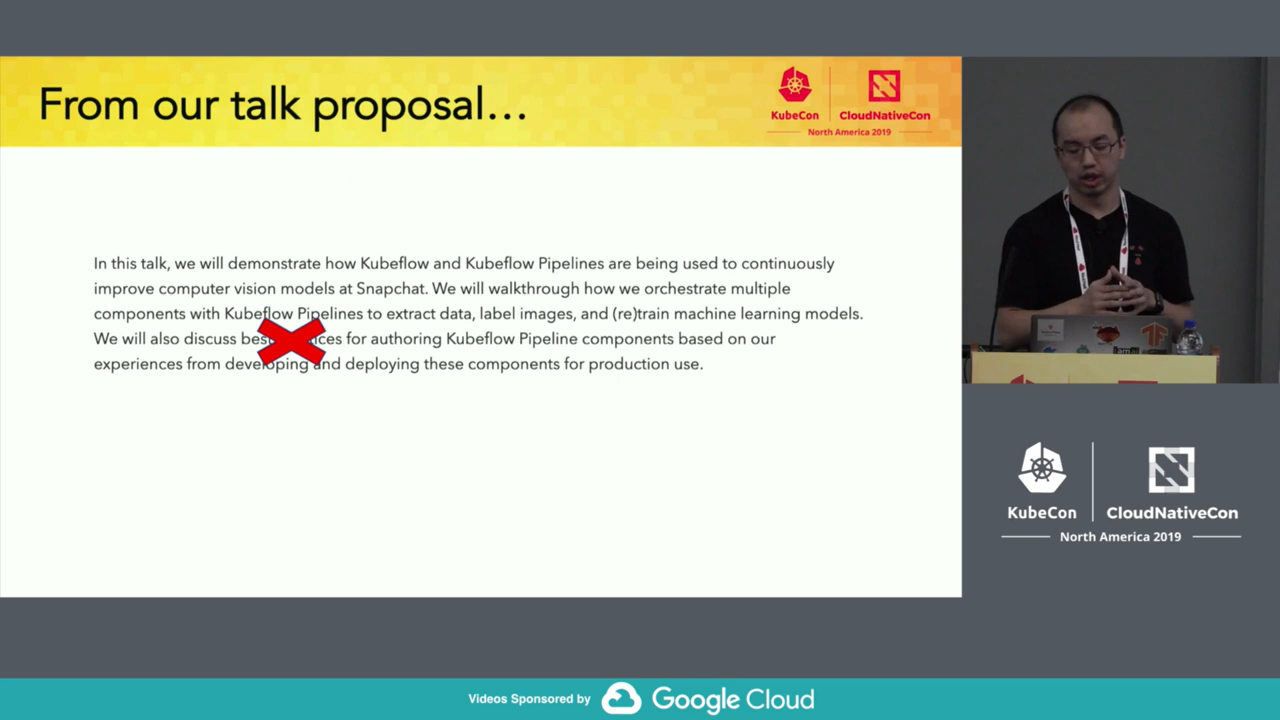 From our talk proposal...
KubeCon
CloudNativeCon
North America 2019
In this talk, we will demonstrate how Kubeflow and Kubeflow Pipelines are being used to continuously
improve computer vision models at Snapchat. We will walkthrough how we orchestrate multiple
components with Kubeflow Pipelines to extract data, label images, and (re)train machine learning models.
We will also discuss for authoring Kubeflow Pipeline components based on our
experiences from developing and deploying these components for production use.
KubeCon
CloudNativeCon
North America 2019
Videos Sponsored by
Google Cloud